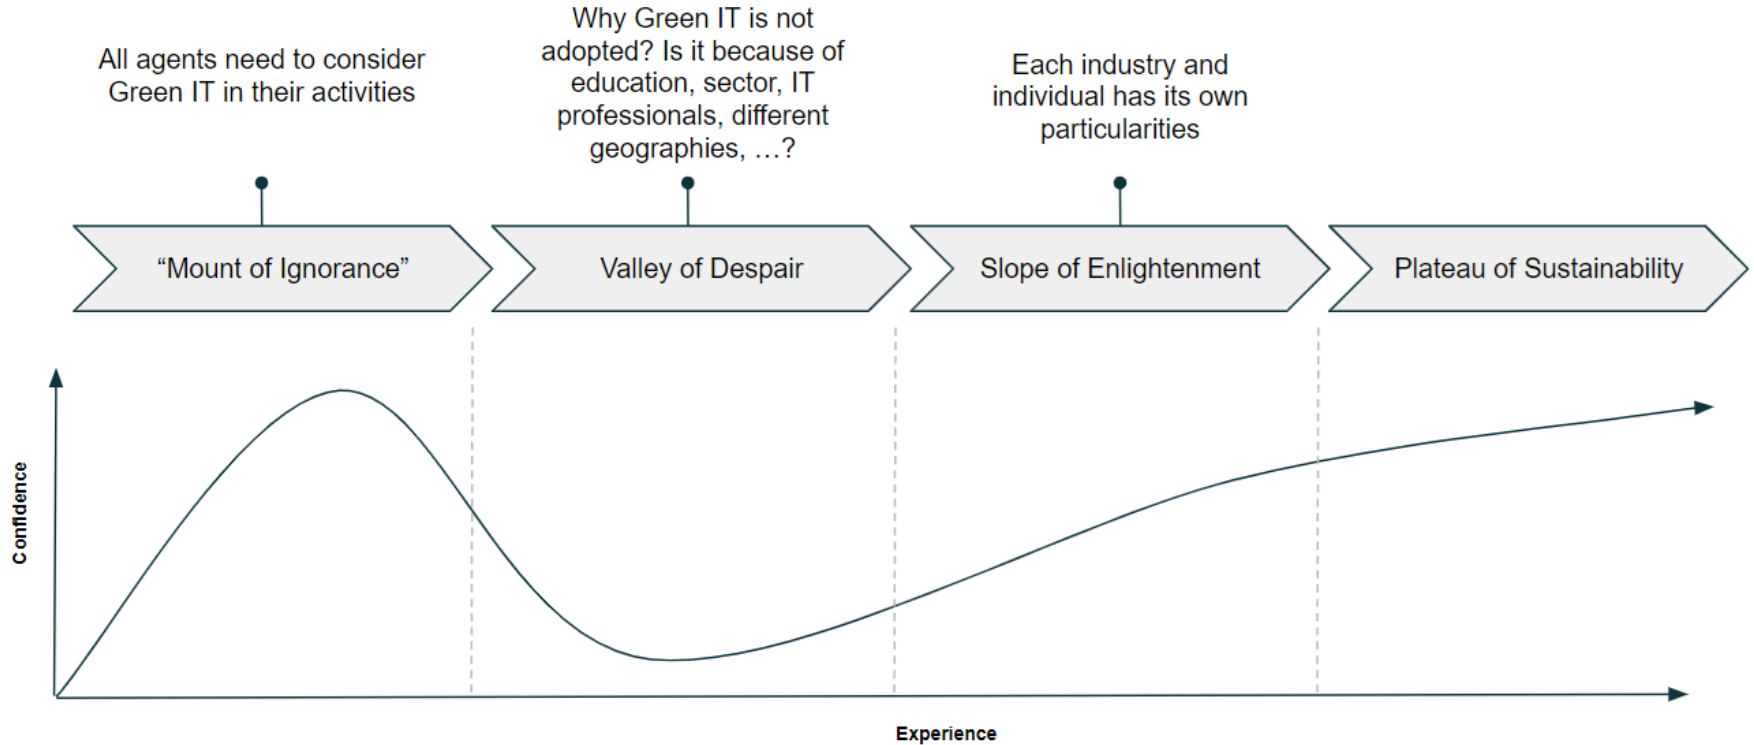 All agents need to consider
Green IT in their activities
Why Green IT is not
adopted? Is it because of
education, sector, IT
professionals, different
geographies, …?
Each industry and
individual has its own
particularities
“Mount of Ignorance”
Valley of Despair
Slope of Enlightenment
Plateau of Sustainability
Confidence
Experience